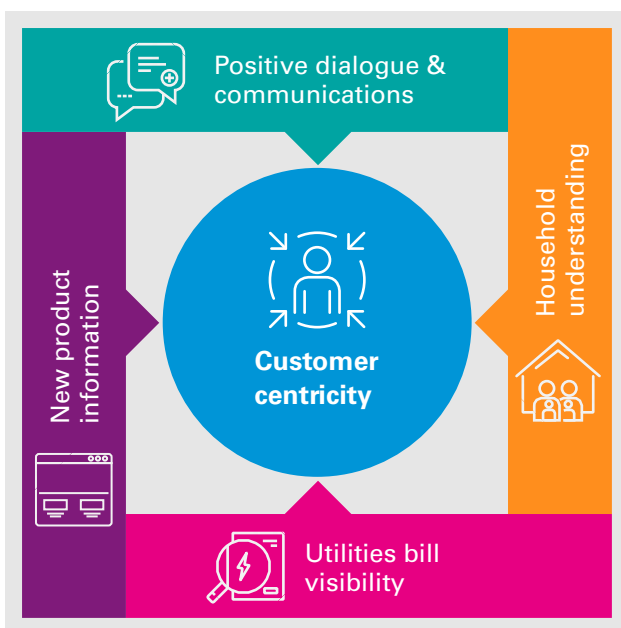 Positive dialogue &
communications
Household
understanding
New product
information
Customer
centricity
Utilities bill
visibility